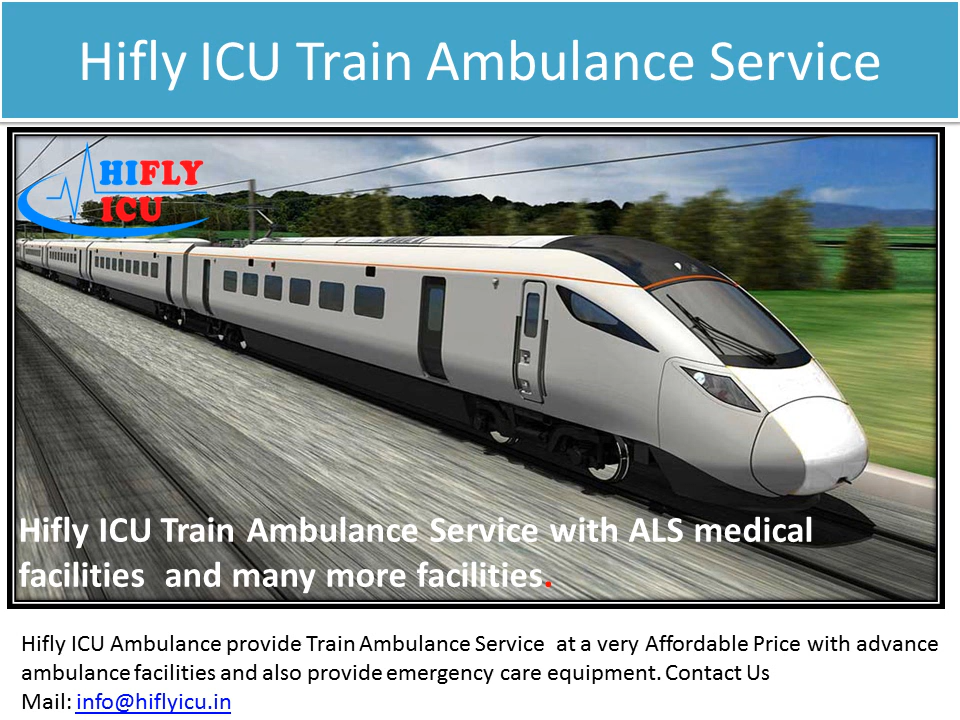 Hifly ICU Train Ambulance Service
HIFLY
ICU
Hifly ICU Train Ambulance Service with ALS medical
facilities and many more facilities.
Hifly ICU Ambulance provide Train Ambulance Service at a very Affordable Price with advance
ambulance facilities and also provide emergency care equipment. Contact Us
Mail: info@hiflyicu.in